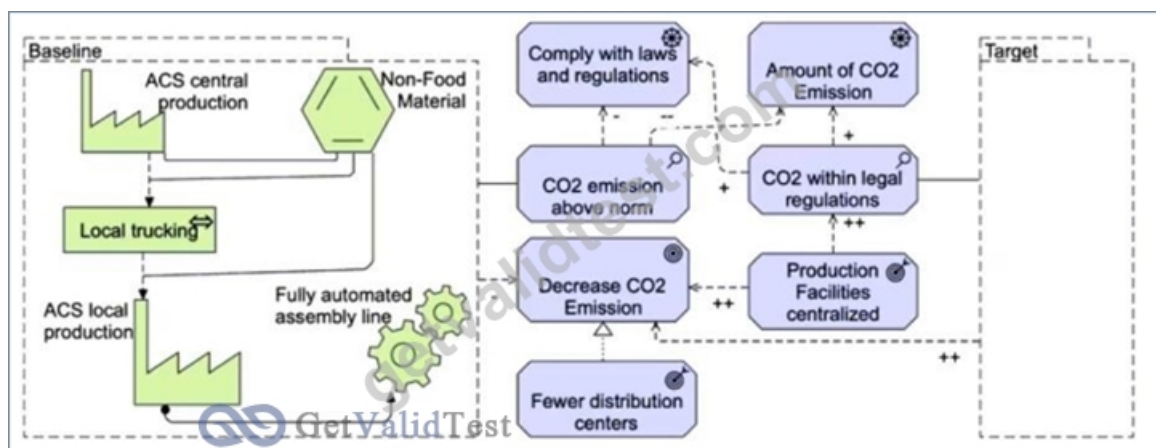 Baseline
ACS central
production
Non-Food
Material
Local trucking
ACS local
production
Fully automated
assembly line
-
Comply with laws
and regulations
Amount of CO2
Emission
-
--
+
+
CO2 emission
above norm
CO2 within legal
regulations
++
Decrease CO2
Emission
++
Production
Facilities
centralized
++
Fewer distribution
centers
Target
getvalidtest.com
GetValidTest